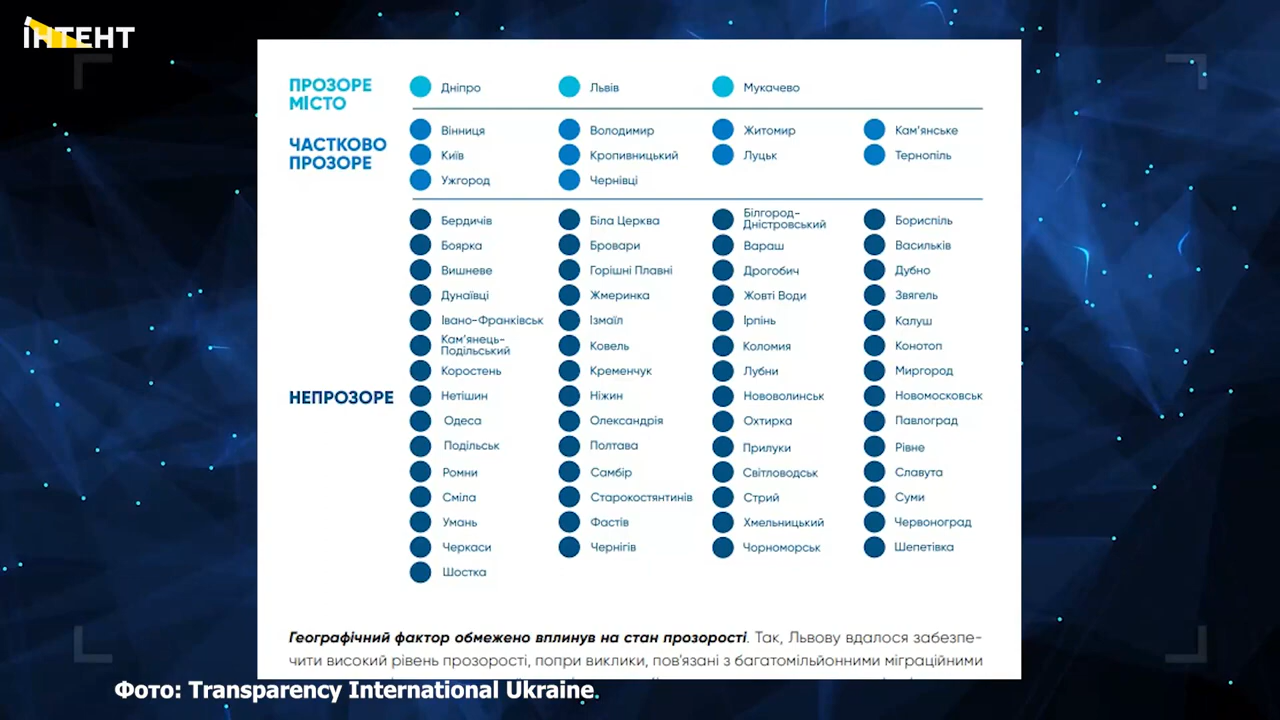 ІНТЕНТ
ПРОЗОРЕ
МІСТО
Дніпро Львів Мукачево
ЧАСТКОВО
ПРОЗОРЕ
Вінниця Володимир Житомир Кам'янське
Київ Кропивницький Луцьк Тернопіль
Ужгород Чернівці
НЕПРОЗОРЕ
Бердичів Біла Церква Білгород-
Дністровський Бориспіль
Боярка Бровари Вараш Васильків
Вишневе Горішні Плавні Дрогобич Дубно
Дунаївці Жмеринка Жовті Води Звягель
Івано-Франківськ Ізмаїл Ірпінь Калуш
Кам'янець-
Подільський Ковель Коломия Конотоп
Коростень Кременчук Лубни Миргород
Нетішин Ніжин Нововолинськ Новомосковськ
Одеса Олександрія Охтирка Павлоград
Подільськ Полтава Прилуки Рівне
Ромни Самбір Світловодськ Славута
Сміла Старокостянтинів Стрий Суми
Умань Фастів Хмельницький Червоноград
Черкаси Чернігів Чорноморськ Шепетівка
Шостка
Географічний фактор обмежено вплинув на стан прозорості. Так, Львову вдалося забезпе-
чити високий рівень прозорості, попри виклики, пов'язані з багатомільйонними міграційними
Фото: Transparency International Ukraine.